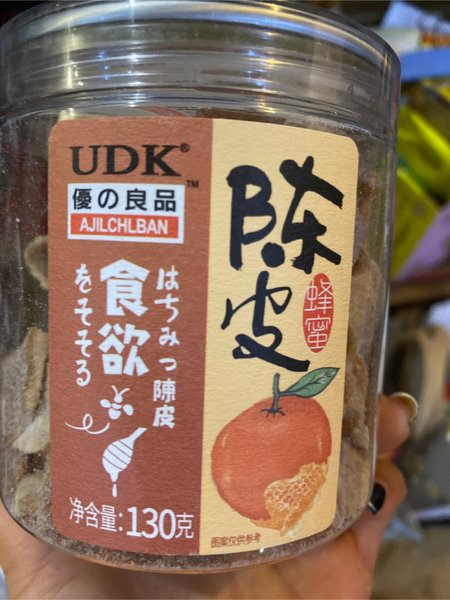 UDK®
™
優の良品
AJILCHLBAN
はちみつ陳皮
食欲
をそそる
净含量:130克
陈皮
蜂蜜
图案仅供参考